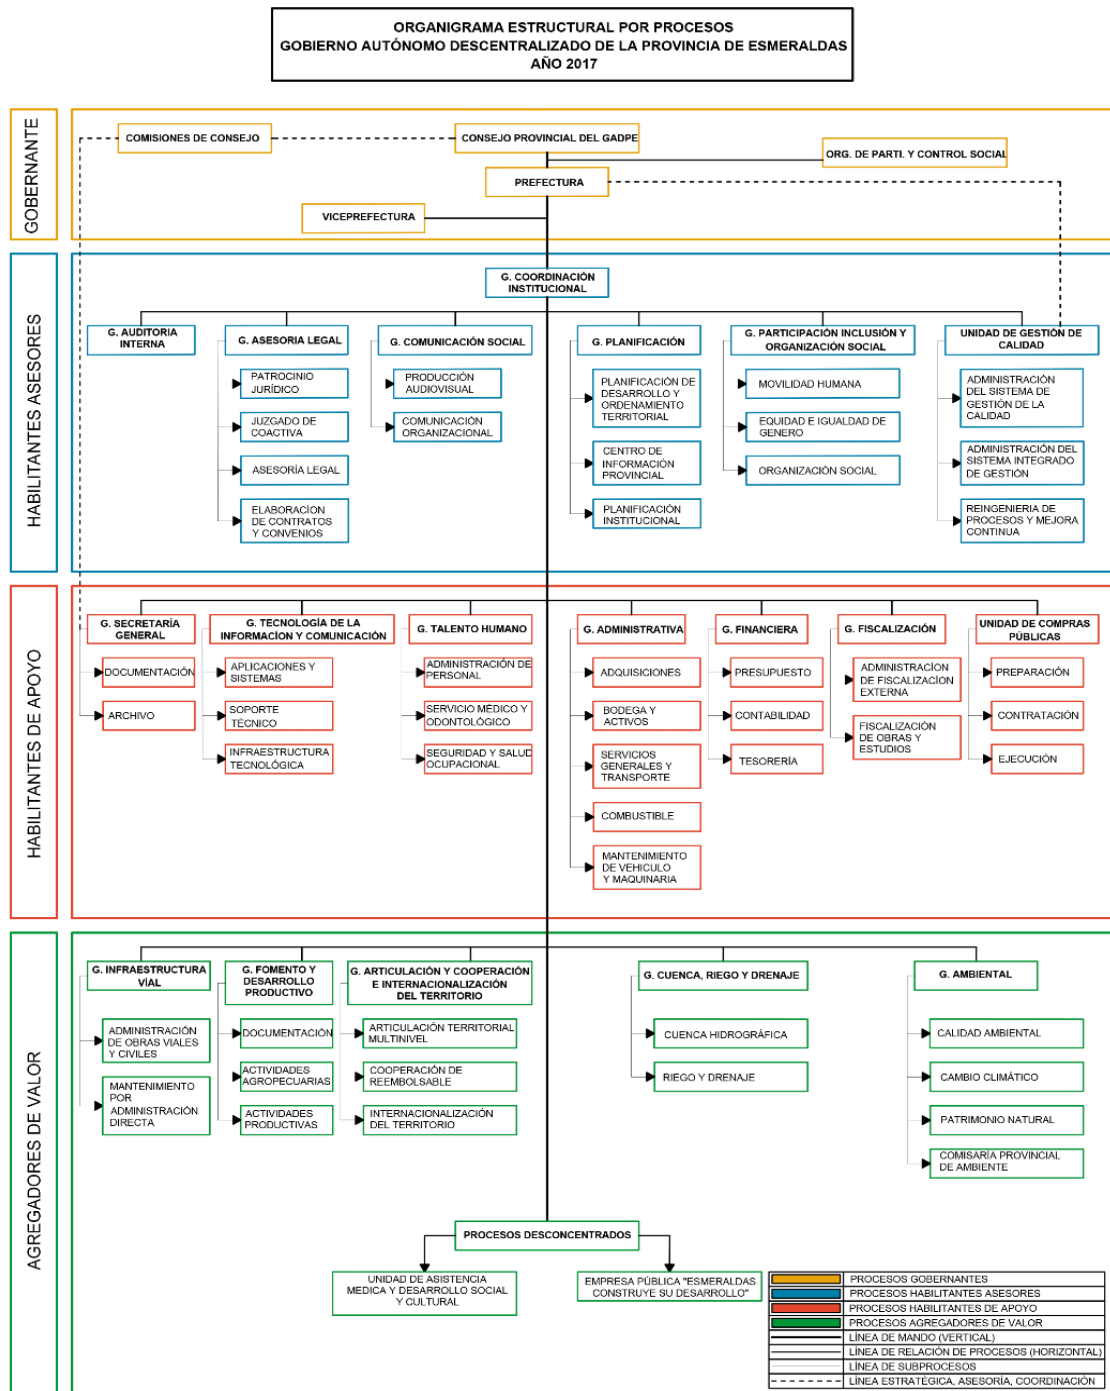 ORGANIGRAMA ESTRUCTURAL POR PROCESOS
GOBIERNO AUTÓNOMO DESCENTRALIZADO DE LA PROVINCIA DE ESMERALDAS
AÑO 2017
GOBERNANTE
COMISIONES DE CONSEJO
CONSEJO PROVINCIAL DEL GADPE
ORG. DE PARTI. Y CONTROL SOCIAL
PREFECTURA
VICEPREFECTURA
HABILITANTES ASESORES
G. COORDINACIÓN
INSTITUCIONAL
G. AUDITORIA
INTERNA
G. ASESORIA LEGAL
PATROCINIO
JURÍDICO
JUZGADO DE
COACTIVA
ASESORÍA LEGAL
ELABORACÍON
DE CONTRATOS
Y CONVENIOS
G. COMUNICACIÓN SOCIAL
PRODUCCIÓN
AUDIOVISUAL
COMUNICACIÓN
ORGANIZACIONAL
G. PLANIFICACIÓN
PLANIFICACIÓN DE
DESARROLLO Y
ORDENAMIENTO
TERRITORIAL
CENTRO DE
INFORMACIÓN
PROVINCIAL
PLANIFICACIÓN
INSTITUCIONAL
G. PARTICIPACIÓN INCLUSIÓN Y
ORGANIZACIÓN SOCIAL
MOVILIDAD HUMANA
EQUIDAD E IGUALDAD DE
GENERO
ORGANIZACIÓN SOCIAL
UNIDAD DE GESTIÓN DE
CALIDAD
ADMINISTRACIÓN
DEL SISTEMA DE
GESTIÓN DE LA
CALIDAD
ADMINISTRACIÓN DEL
SISTEMA INTEGRADO
DE GESTIÓN
REINGENIERIA DE
PROCESOS Y MEJORA
CONTINUA
HABILITANTES DE APOYO
G. SECRETARÍA
GENERAL
DOCUMENTACIÓN
ARCHIVO
G. TECNOLOGÍA DE LA
INFORMACÍON Y COMUNICACIÓN
APLICACIONES Y
SISTEMAS
SOPORTE
TÉCNICO
INFRAESTRUCTURA
TECNOLÓGICA
G. TALENTO HUMANO
ADMINISTRACIÓN DE
PERSONAL
SERVICIO MÉDICO Y
ODONTOLÓGICO
SEGURIDAD Y SALUD
OCUPACIONAL
G. ADMINISTRATIVA
ADQUISICIONES
BODEGA Y
ACTIVOS
SERVICIOS
GENERALES Y
TRANSPORTE
COMBUSTIBLE
MANTENIMIENTO
DE VEHICULO
Y MAQUINARIA
G. FINANCIERA
PRESUPUESTO
CONTABILIDAD
TESORERÍA
G. FISCALIZACIÓN
ADMINISTRACÍON
DE FISCALIZACÍON
EXTERNA
FISCALIZACIÓN
DE OBRAS Y
ESTUDIOS
UNIDAD DE COMPRAS
PÚBLICAS
PREPARACIÓN
CONTRATACIÓN
EJECUCIÓN
AGREGADORES DE VALOR
G. INFRAESTRUCTURA
VÍAL
ADMINISTRACIÓN
DE OBRAS VIALES
Y CIVILES
MANTENIMIENTO
POR
ADMINISTRACIÓN
DIRECTA
G. FOMENTO Y
DESARROLLO
PRODUCTIVO
DOCUMENTACIÓN
ACTIVIDADES
AGROPECUARIAS
ACTIVIDADES
PRODUCTIVAS
G. ARTICULACIÓN Y COOPERACIÓN
E INTERNACIONALIZACIÓN
DEL TERRITORIO
ARTICULACIÓN TERRITORIAL
MULTINIVEL
COOPERACIÓN DE
REEMBOLSABLE
INTERNACIONALIZACIÓN
DEL TERRITORIO
G. CUENCA, RIEGO Y DRENAJE
CUENCA HIDROGRÁFICA
RIEGO Y DRENAJE
G. AMBIENTAL
CALIDAD AMBIENTAL
CAMBIO CLIMÁTICO
PATRIMONIO NATURAL
COMISARÍA PROVINCIAL
DE AMBIENTE
PROCESOS DESCONCENTRADOS
UNIDAD DE ASISTENCIA
MEDICA Y DESARROLLO SOCIAL
Y CULTURAL
EMPRESA PÚBLICA "ESMERALDAS
CONSTRUYE SU DESARROLLO"
PROCESOS GOBERNANTES
PROCESOS HABILITANTES ASESORES
PROCESOS HABILITANTES DE APOYO
PROCESOS AGREGADORES DE VALOR
LÍNEA DE MANDO (VERTICAL)
LÍNEA DE RELACIÓN DE PROCESOS (HORIZONTAL)
LÍNEA DE SUBPROCESOS
LÍNEA ESTRATÉGICA, ASESORÍA, COORDINACIÓN